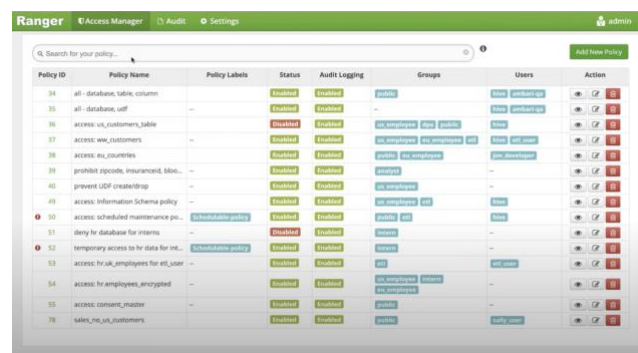 Ranger Access Manager Audit Settings admin
Search for your policy... Add New Policy
Policy ID Policy Name Policy Labels Status Audit Logging Groups Users Action
34 all - database, table, column Enabled Enabled public hive ambari-qa
35 all - database, udf -- Enabled Enabled -- hive ambari-qa
36 access: us_customers_table Disabled Enabled us_employee dpo public hive
37 access: ww_customers -- Enabled Enabled us_employee eu_employee etl hive etl_user
38 access: eu_countries Enabled Enabled public eu_employee joe_developer
39 prohibit zipcode, insuranceid, bloo... -- Enabled Enabled analyst --
40 prevent UDF create/drop -- Enabled Enabled us_employee --
49 access: Information Schema policy -- Enabled Enabled us_employee etl hive
50 access: scheduled maintenance po... Schedulable-policy Enabled Enabled public etl hive
51 deny hr database for interns -- Disabled Enabled intern --
52 temporary access to hr data for int... Schedulable-policy Enabled Enabled intern --
53 access: hr.uk_employees for etl_user -- Enabled Enabled etl etl_user
54 access: hr.employees_encrypted -- Enabled Enabled us_employee intern
eu_employee --
55 access: consent_master -- Enabled Enabled public --
78 sales_no_us_customers -- Enabled Enabled public